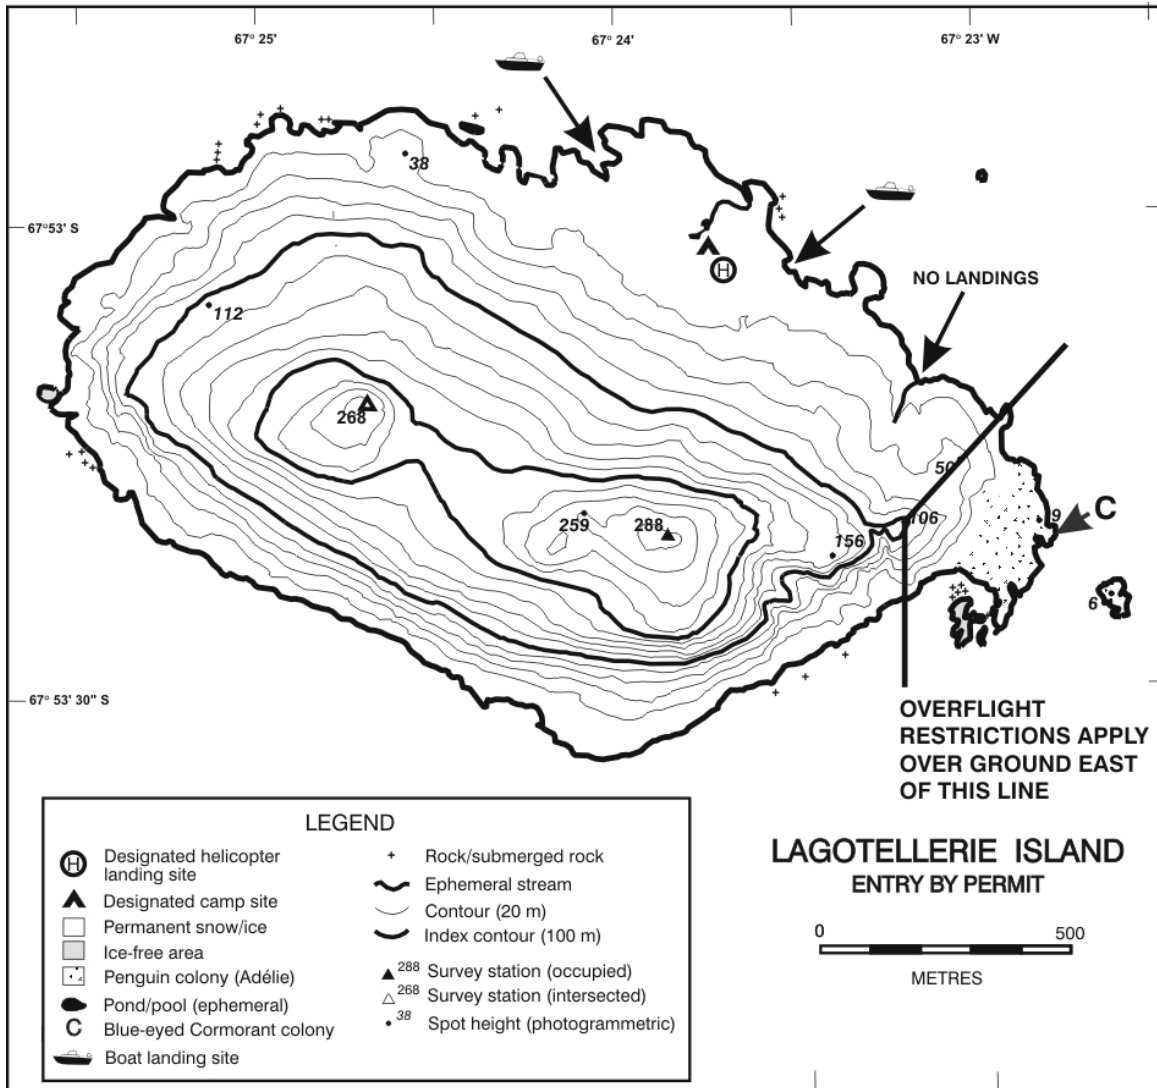 67° 25'
67° 24'
67° 23' W
38
67°53' S
H
NO LANDINGS
112
268
50
259
288
106
9
C
156
6
67° 53' 30" S
OVERFLIGHT
RESTRICTIONS APPLY
OVER GROUND EAST
OF THIS LINE
LEGEND
H Designated helicopter
landing site
Designated camp site
Permanent snow/ice
Ice-free area
Penguin colony (Adélie)
Pond/pool (ephemeral)
C Blue-eyed Cormorant colony
Boat landing site
+ Rock/submerged rock
Ephemeral stream
Contour (20 m)
Index contour (100 m)
288 Survey station (occupied)
268 Survey station (intersected)
38 Spot height (photogrammetric)
LAGOTELLERIE ISLAND
ENTRY BY PERMIT
0 500
METRES